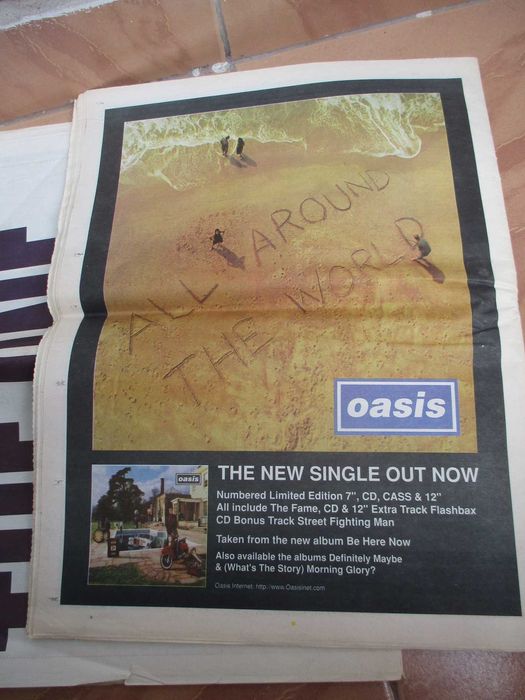 ALL AROUND
THE WORLD
oasis
oasis
THE NEW SINGLE OUT NOW
Numbered Limited Edition 7", CD, CASS & 12"
All include The Fame, CD & 12" Extra Track Flashbax
CD Bonus Track Street Fighting Man
Taken from the new album Be Here Now
Also available the albums Definitely Maybe
& (What's The Story) Morning Glory?
Oasis Internet: http://www.Oasisinet.com